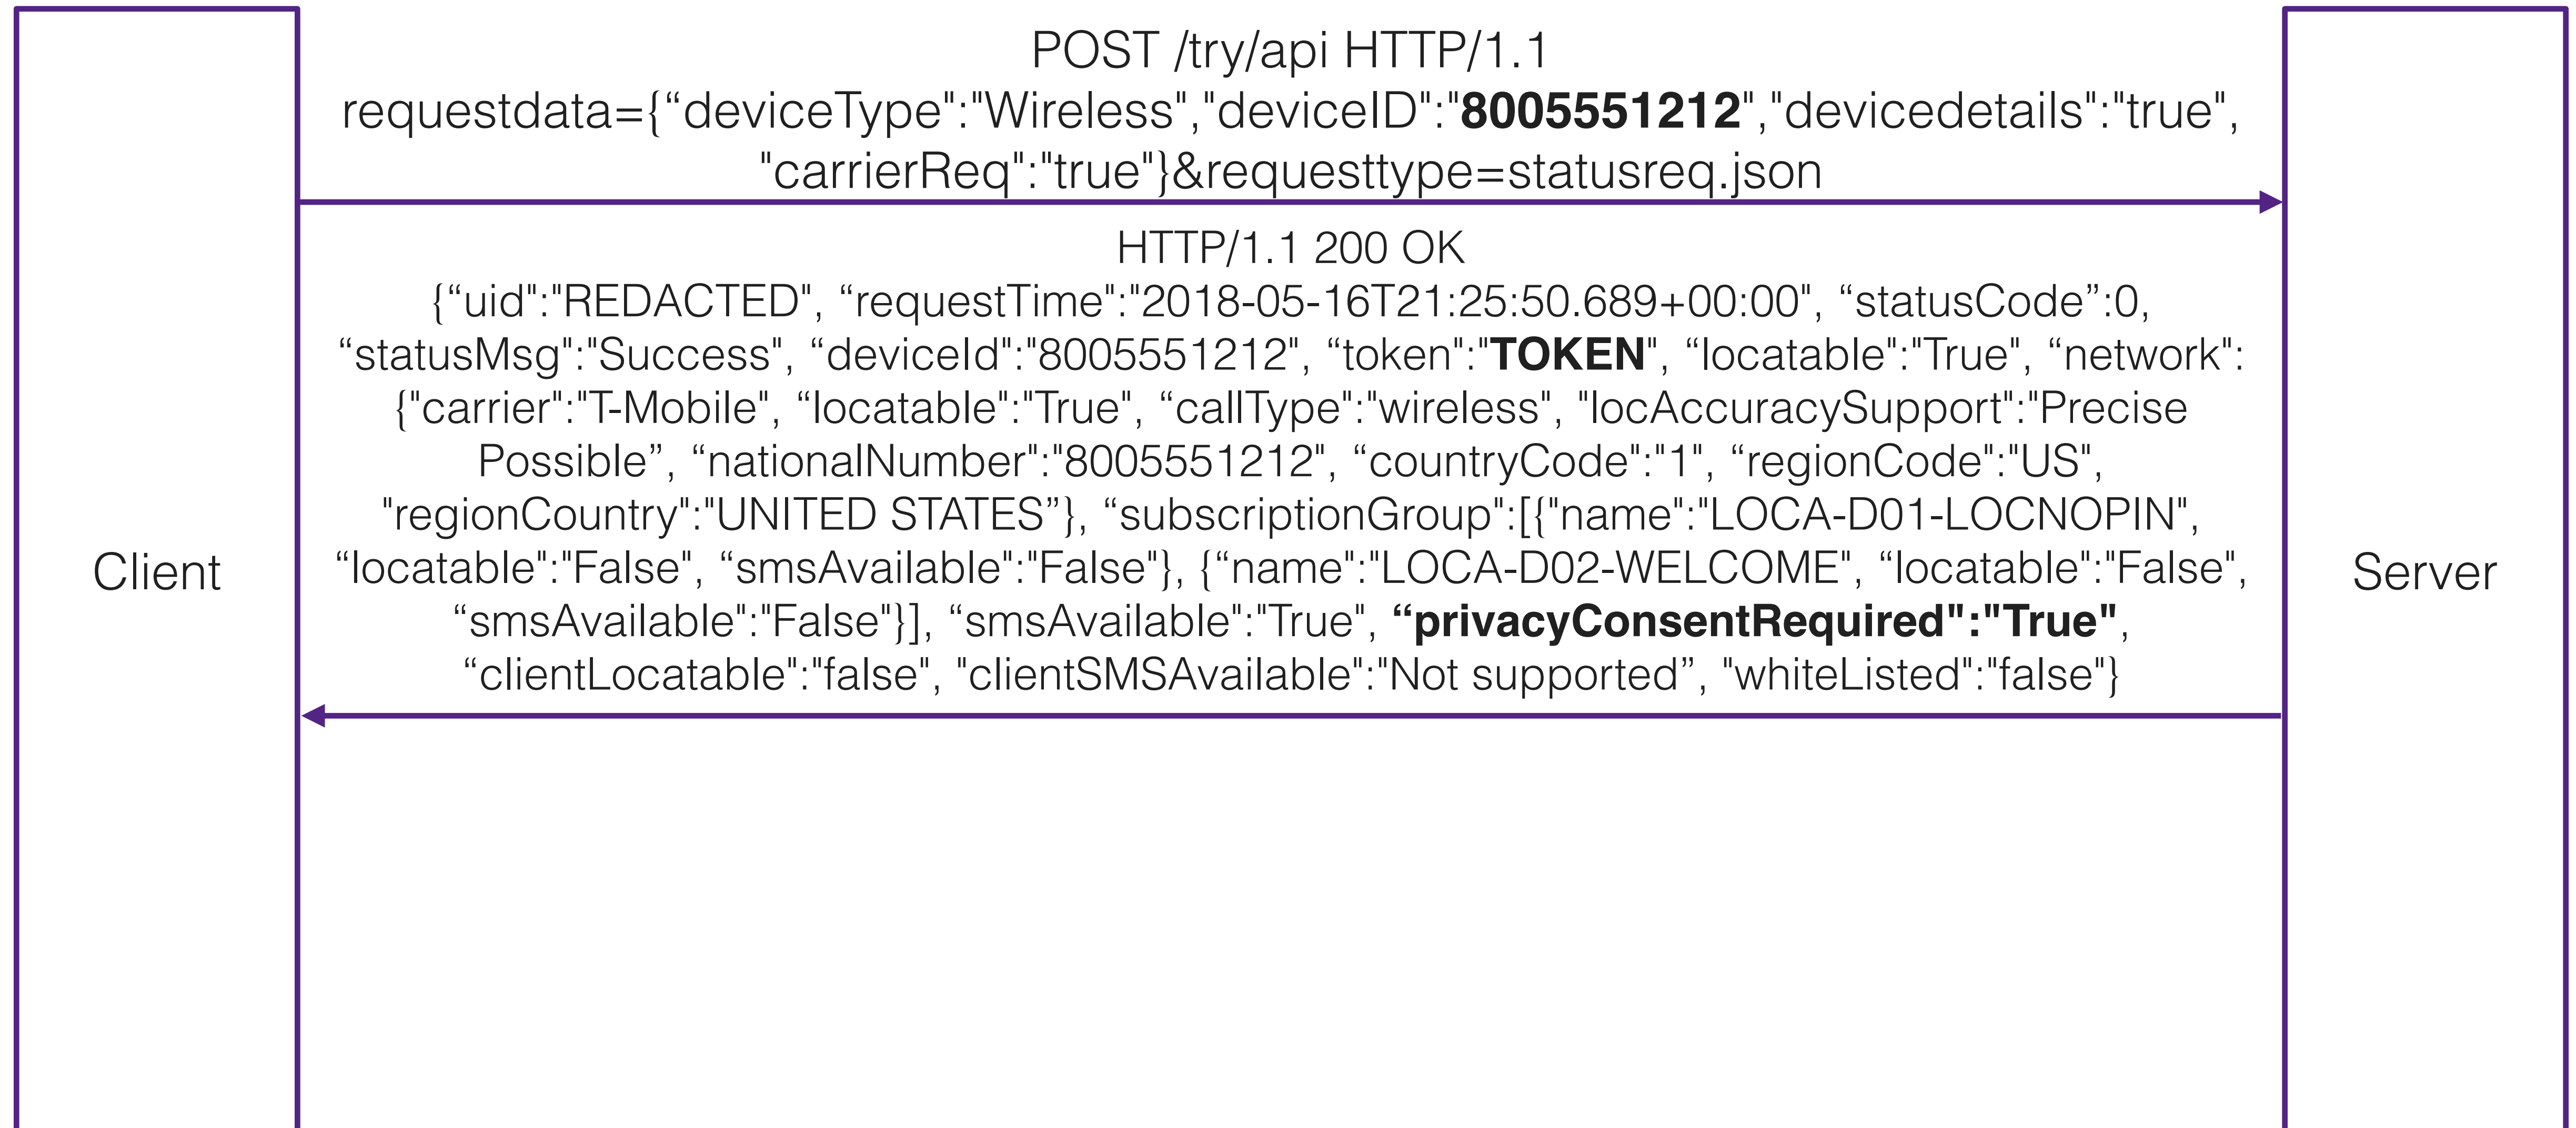 POST /try/api HTTP/1.1
requestdata={“deviceType":"Wireless","deviceID":"8005551212","devicedetails":"true",
"carrierReq":"true"}&requesttype=statusreq.json
HTTP/1.1 200 OK
{“uid":"REDACTED", “requestTime":"2018-05-16T21:25:50.689+00:00", “statusCode”:0,
“statusMsg":"Success", “deviceId":"8005551212", “token":"TOKEN", “locatable":"True", “network":
{"carrier":"T-Mobile", “locatable":"True", “callType":"wireless", "locAccuracySupport":"Precise
Possible”, “nationalNumber":"8005551212", “countryCode":"1", “regionCode":"US",
"regionCountry":"UNITED STATES”}, “subscriptionGroup":[{"name":"LOCA-D01-LOCNOPIN",
Client
“locatable":"False", “smsAvailable":"False"}, {“name":"LOCA-D02-WELCOME", “locatable":"False",
Server
“smsAvailable":"False"}], “smsAvailable":"True", “privacyConsentRequired":"True",
“clientLocatable":"false", "clientSMSAvailable":"Not supported”, "whiteListed":"false"}